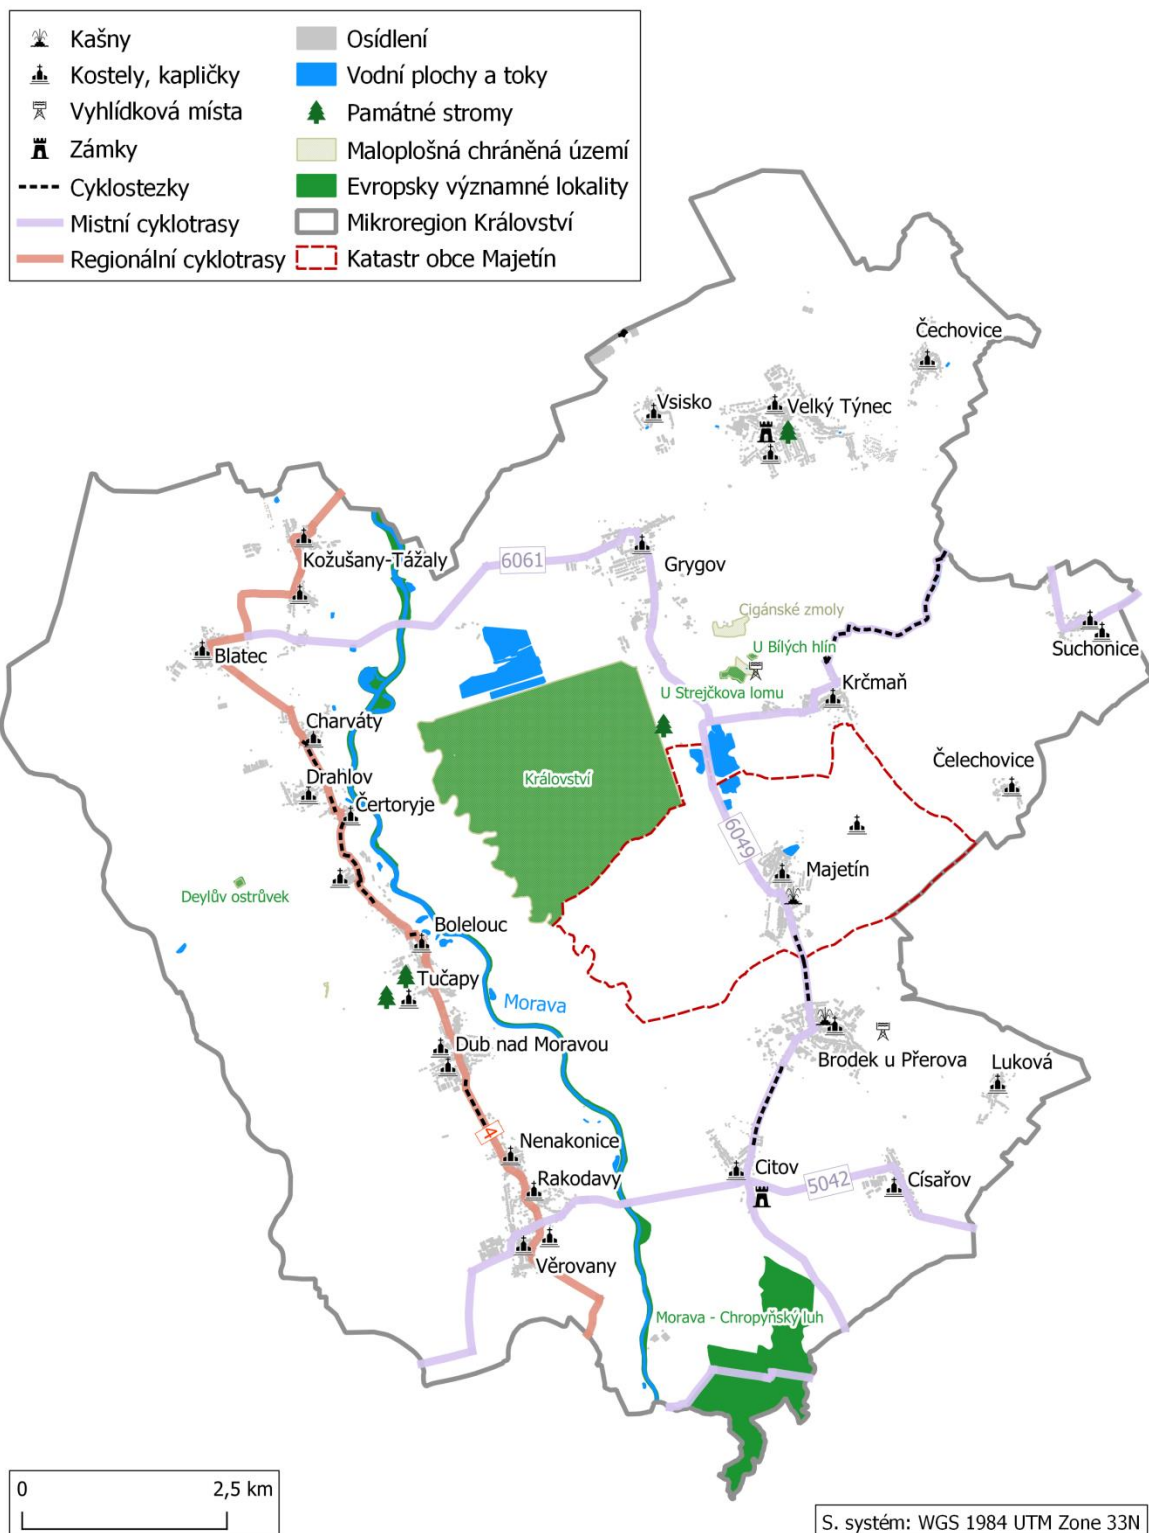 Kašny
Kostely, kapličky
Vyhlídková místa
Zámky
Cyklostezky
Mistní cyklotrasy
Regionální cyklotrasy
Osídlení
Vodní plochy a toky
Památné stromy
Maloplošná chráněná území
Evropsky významné lokality
Mikroregion Království
Katastr obce Majetín
Čechovice
Vsisko
Velký Týnec
Kožušany-Tážaly
6061
Grygov
Cigánské zmoly
U Bílých hlín
Suchonice
Blatec
U Strejčkova lomu
Krčmaň
Charváty
Drahlov
Království
Čelechovice
Čertoryje
6049
Majetín
Deylův ostrůvek
Bolelouc
Tučapy
Morava
Dub nad Moravou
Brodek u Přerova
Luková
4
Nenakonice
Rakodavy
Citov
5042
Císařov
Věrovany
Morava - Chropyňský luh
0 2,5 km
S. systém: WGS 1984 UTM Zone 33N